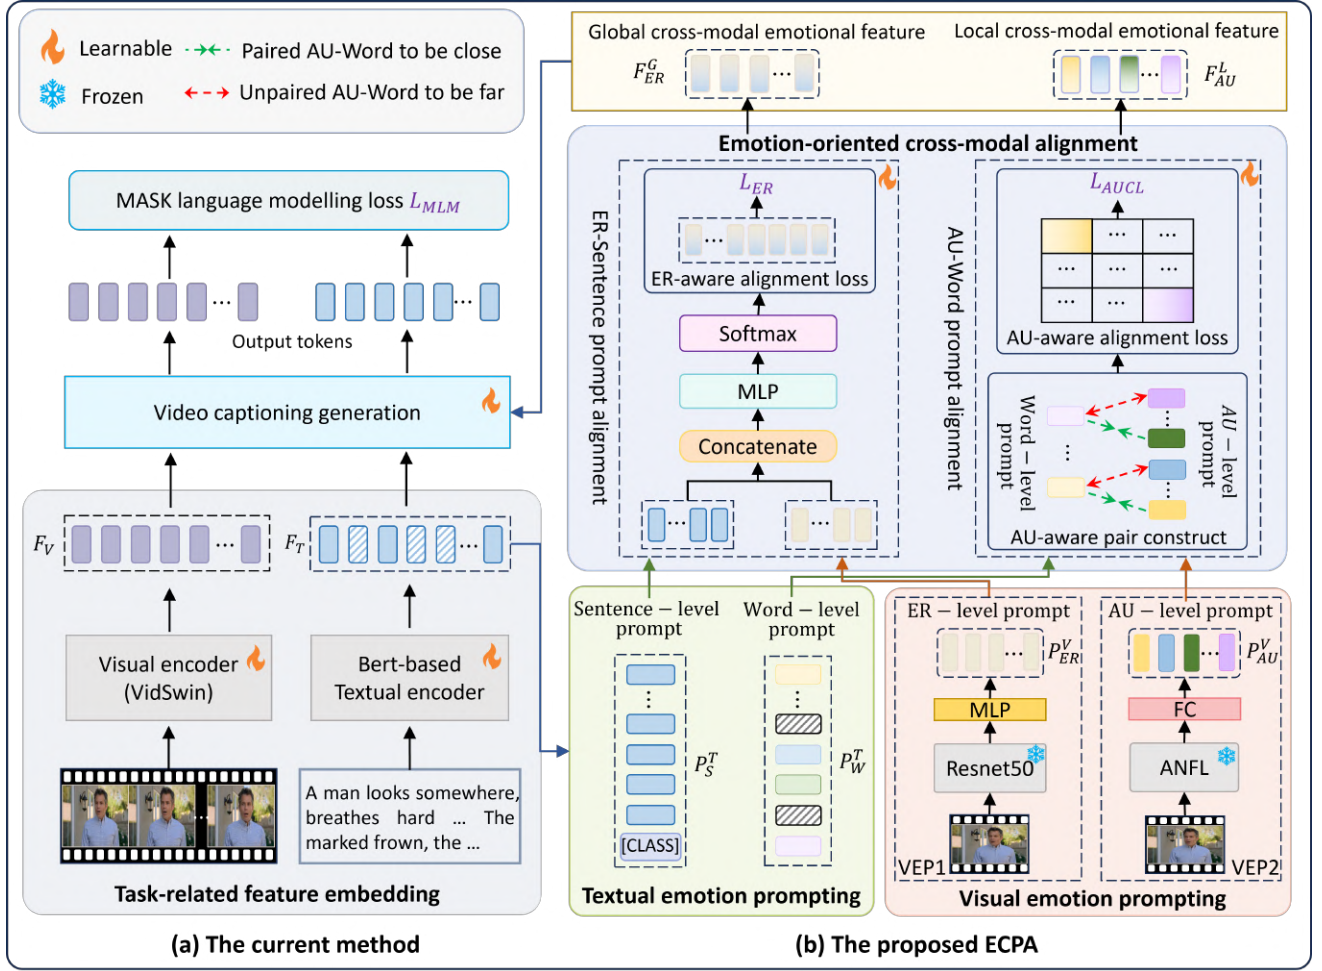 Learnable
Paired AU-Word to be close
Frozen
Unpaired AU-Word to be far
MASK language modelling loss L_MLM
Output tokens
Video captioning generation
F_V
F_T
Visual encoder
(VidSwin)
Bert-based
Textual encoder
A man looks somewhere,
breathes hard ... The
marked frown, the ...
Task-related feature embedding
(a) The current method
Global cross-modal emotional feature
F_ER^G
Local cross-modal emotional feature
F_AU^L
Emotion-oriented cross-modal alignment
ER-Sentence prompt alignment
L_ER
ER-aware alignment loss
Softmax
MLP
Concatenate
AU-Word prompt alignment
L_AUCL
AU-aware alignment loss
Word-level
prompt
AU-level
prompt
AU-aware pair construct
Sentence-level
prompt
P_S^T
[CLASS]
Word-level
prompt
P_W^T
Textual emotion prompting
ER-level prompt
P_ER^V
MLP
Resnet50
VEP1
AU-level prompt
P_AU^V
FC
ANFL
VEP2
Visual emotion prompting
(b) The proposed ECPA